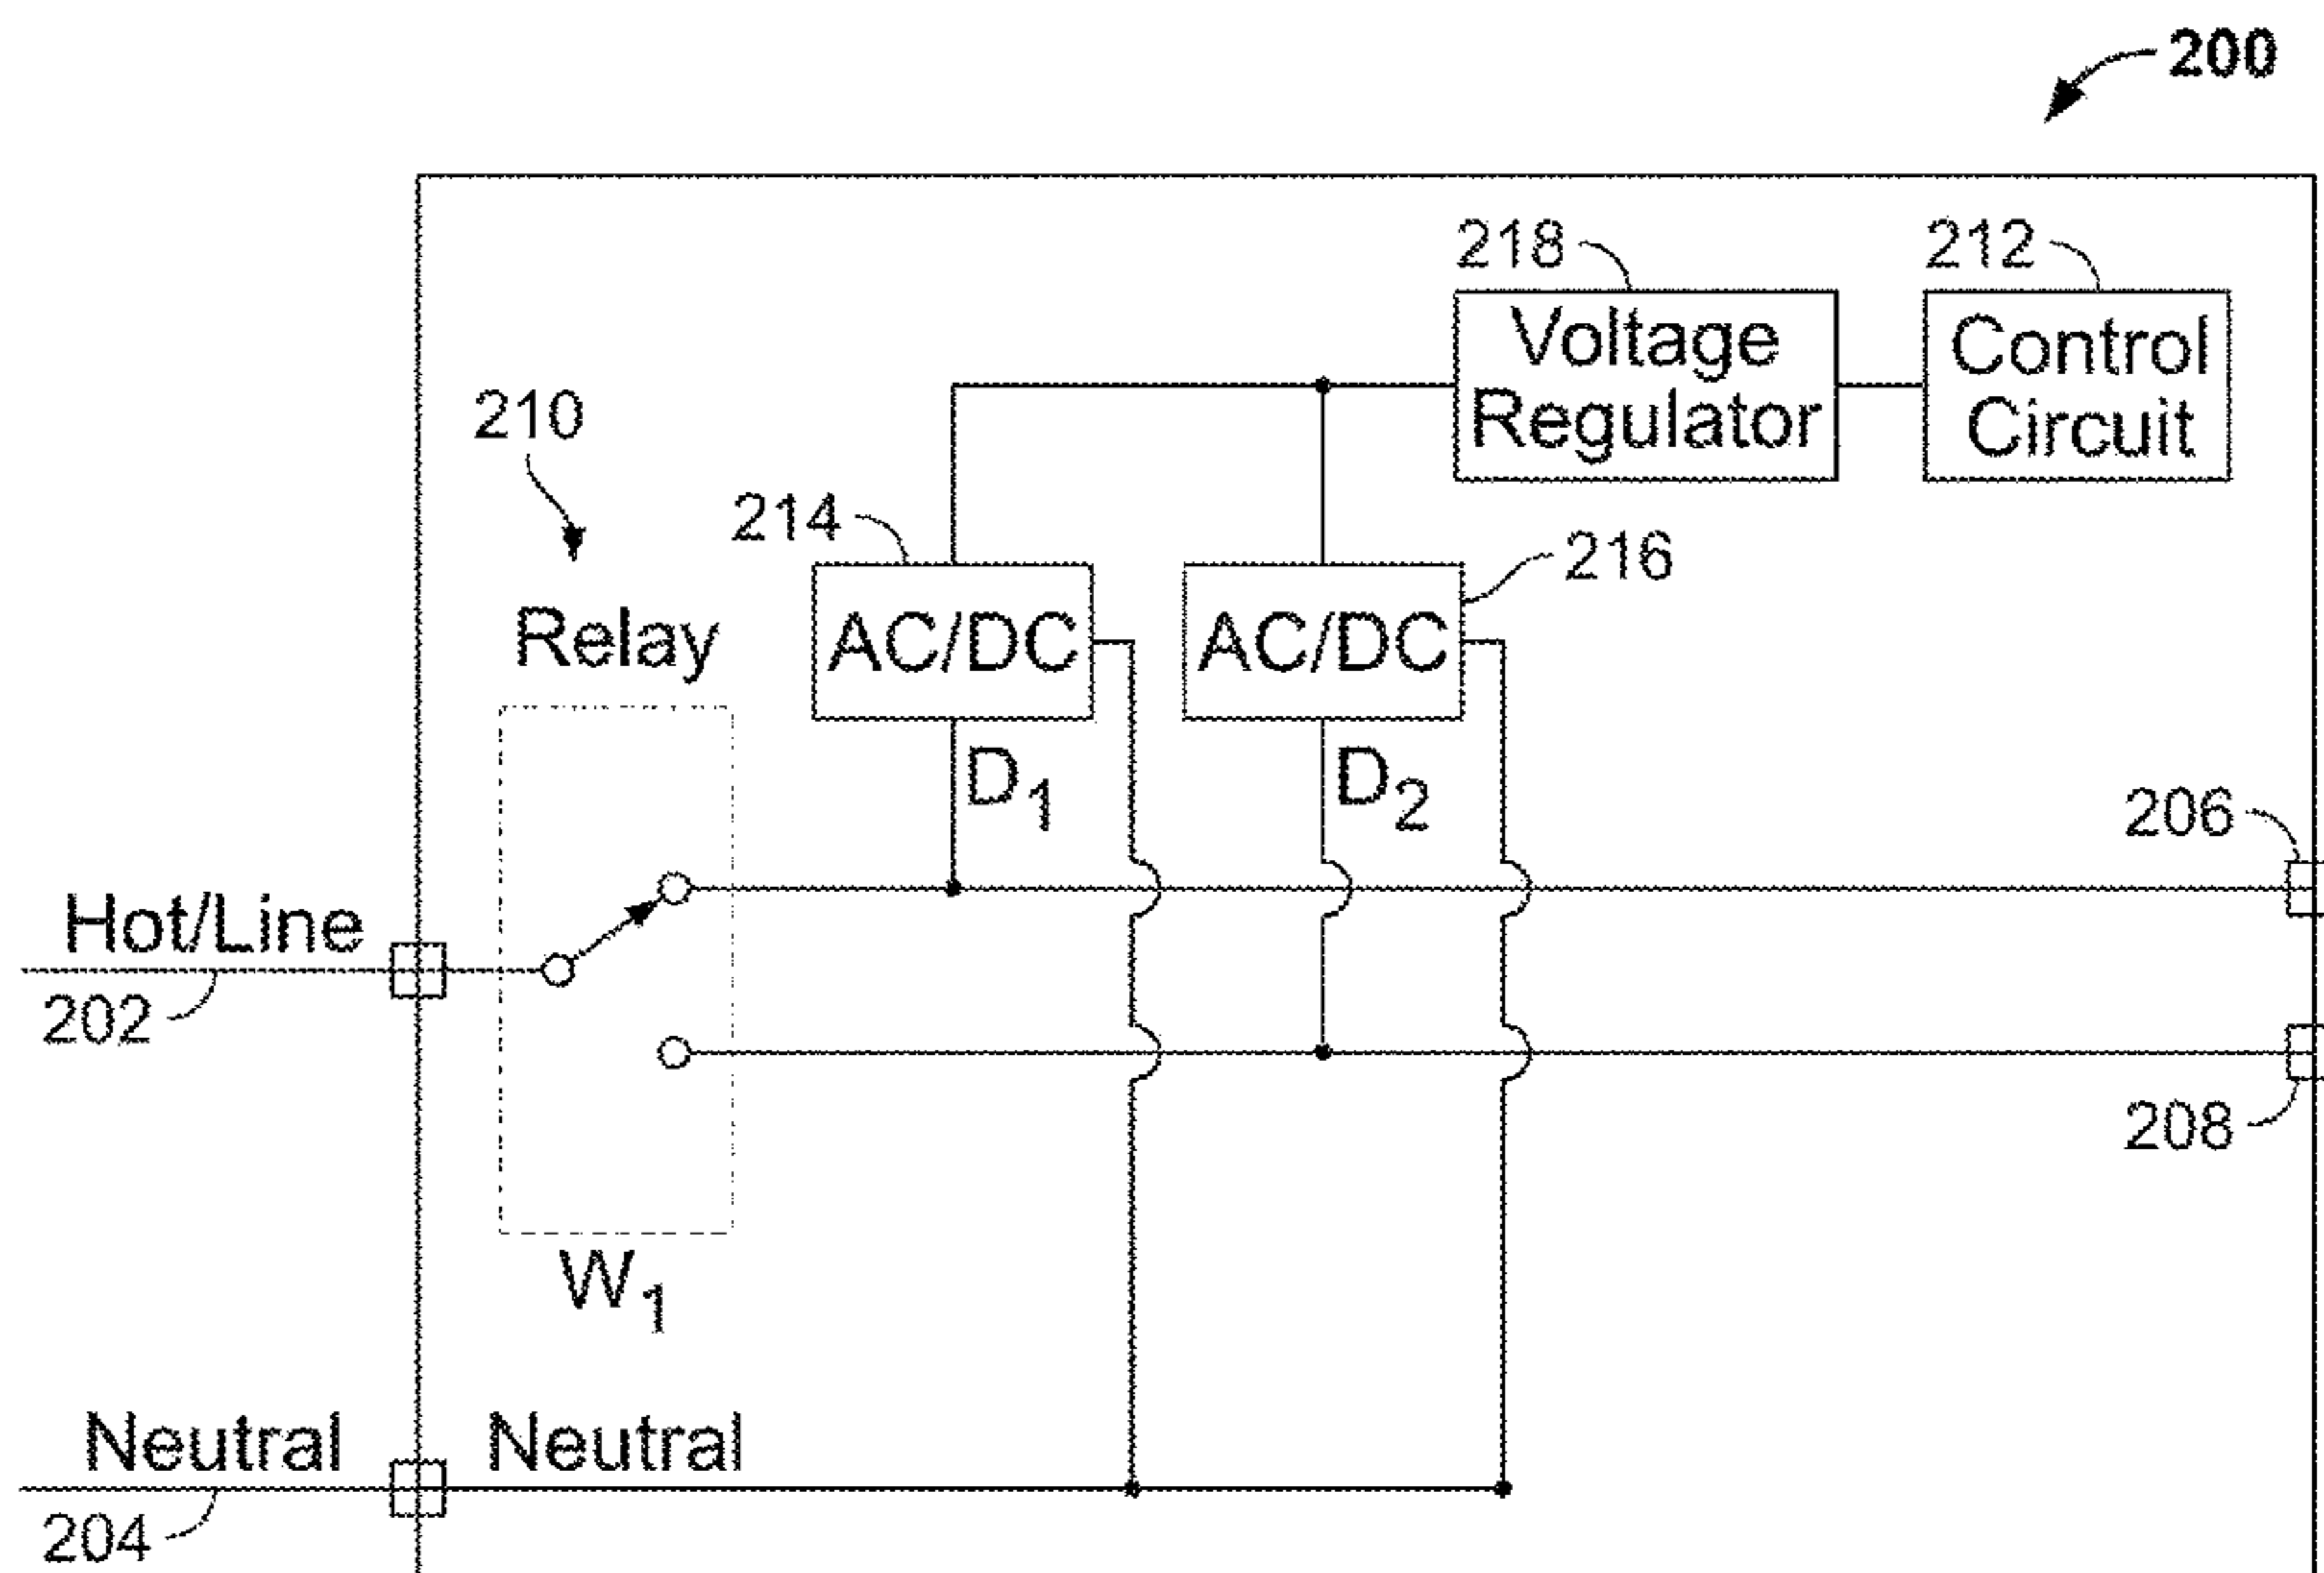 200
218
212
Voltage
Regulator
Control
Circuit
210
214
216
Relay
AC/DC
AC/DC
D1
D2
206
Hot/Line
202
208
W1
Neutral
Neutral
204